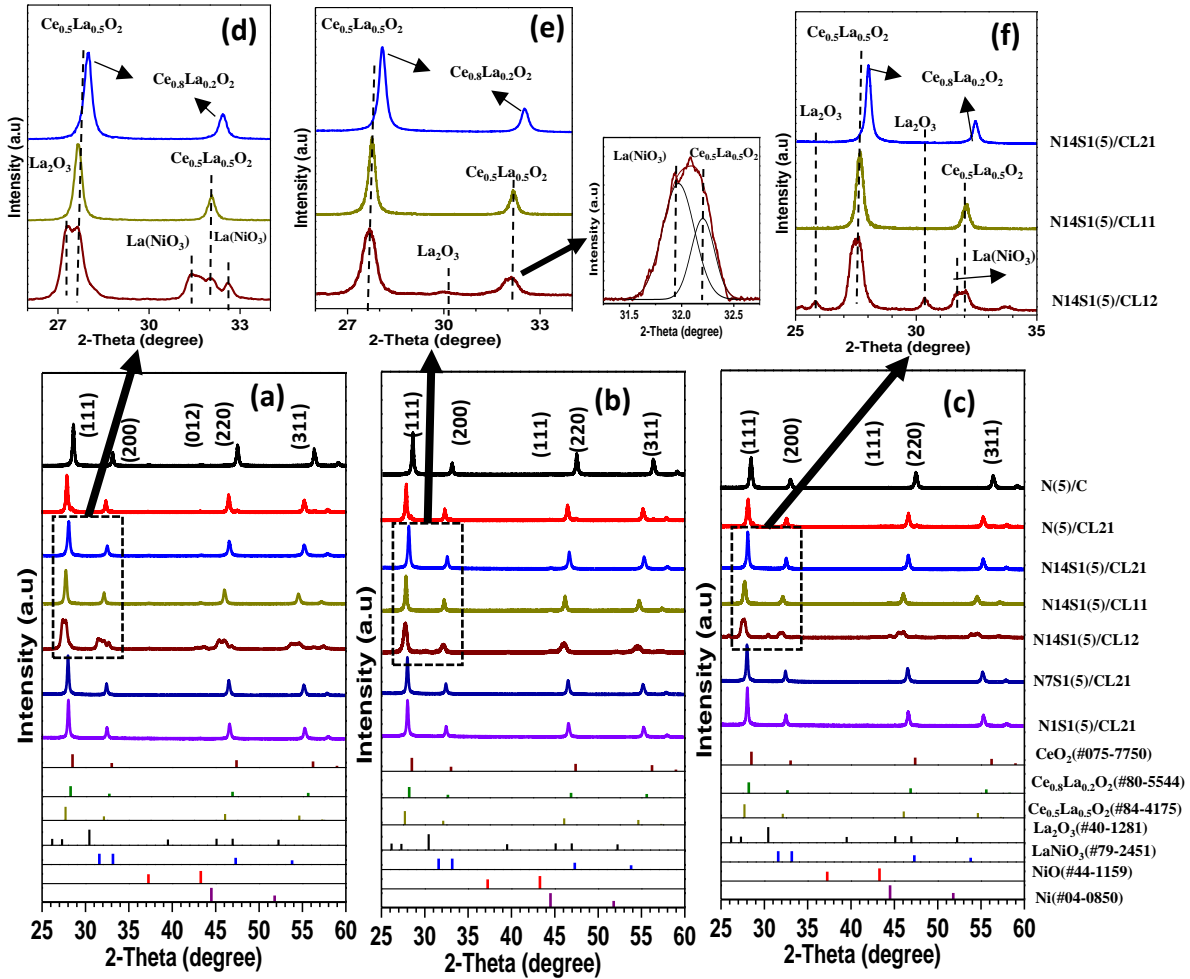 (d)
Ce0.5La0.5O2
Ce0.8La0.2O2
La2O3
Ce0.5La0.5O2
La(NiO3)
La(NiO3)
Intensity (a.u)
27 30 33
2-Theta (degree)
(e)
Ce0.5La0.5O2
Ce0.8La0.2O2
Ce0.5La0.5O2
La2O3
Intensity (a.u)
27 30 33
2-Theta (degree)
La(NiO3)
Ce0.5La0.5O2
Intensity (a.u)
31.5 32.0 32.5
2-Theta (degree)
(f)
Ce0.5La0.5O2
Ce0.8La0.2O2
La2O3
La2O3
Ce0.5La0.5O2
La(NiO3)
Intensity (a.u)
25 30 35
2-Theta (degree)
N14S1(5)/CL21
N14S1(5)/CL11
N14S1(5)/CL12
(a)
(111) (200) (012) (220) (311)
Intensity (a.u)
25 30 35 40 45 50 55 60
2-Theta (degree)
(b)
(111) (200) (111) (220) (311)
Intensity (a.u)
25 30 35 40 45 50 55 60
2-Theta (degree)
(c)
(111) (200) (111) (220) (311)
Intensity (a.u)
25 30 35 40 45 50 55 60
2-Theta (degree)
N(5)/C
N(5)/CL21
N14S1(5)/CL21
N14S1(5)/CL11
N14S1(5)/CL12
N7S1(5)/CL21
N1S1(5)/CL21
CeO2(#075-7750)
Ce0.8La0.2O2(#80-5544)
Ce0.5La0.5O2(#84-4175)
La2O3(#40-1281)
LaNiO3(#79-2451)
NiO(#44-1159)
Ni(#04-0850)